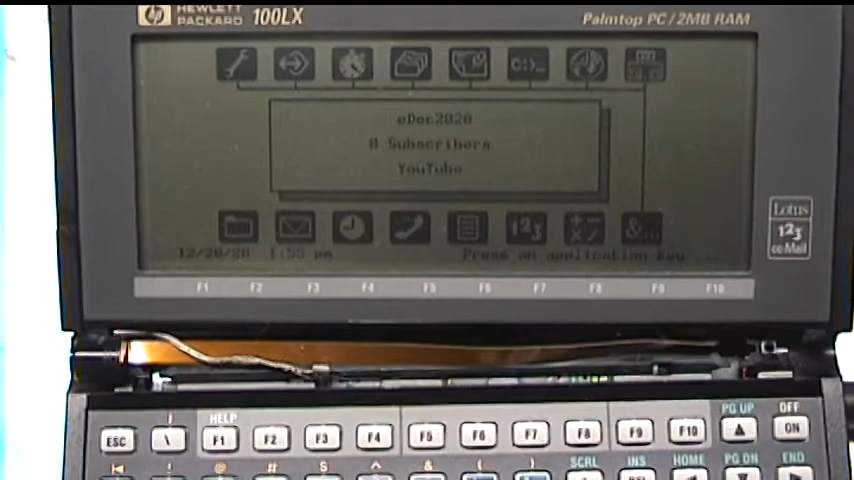 hp HEWLETT PACKARD 100LX
Palmtop PC/2MB RAM
C:\>_
eDoc2020
0 Subscribers
YouTube
123
&...
12/20/20 1:55 pm
Press an application key ...
Lotus
123
cc:Mail
F1 F2 F3 F4 F5 F6 F7 F8 F9 F10
HELP PG UP OFF
ESC \ F1 F2 F3 F4 F5 F6 F7 F8 F9 F10 ON
! @ # $ ^ & ( ) SCRL INS HOME PG DN END